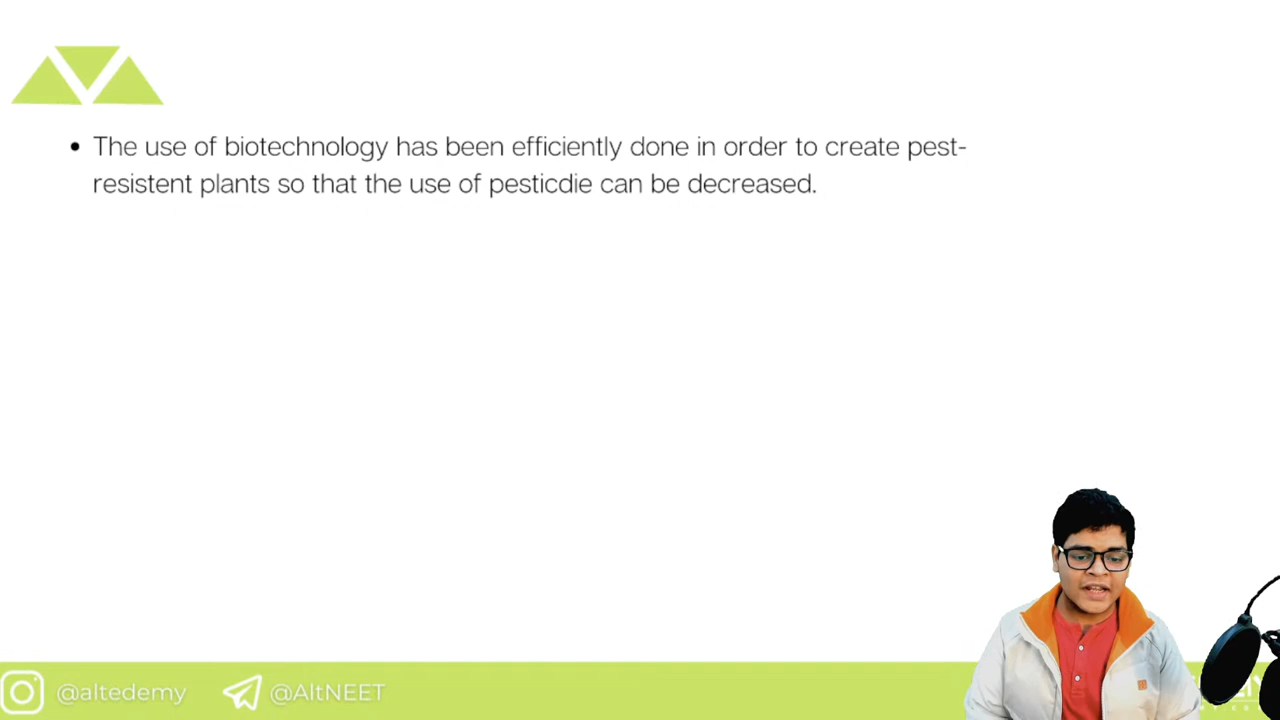 • The use of biotechnology has been efficiently done in order to create pest-
resistent plants so that the use of pesticdie can be decreased.
@altedemy @AltNEET